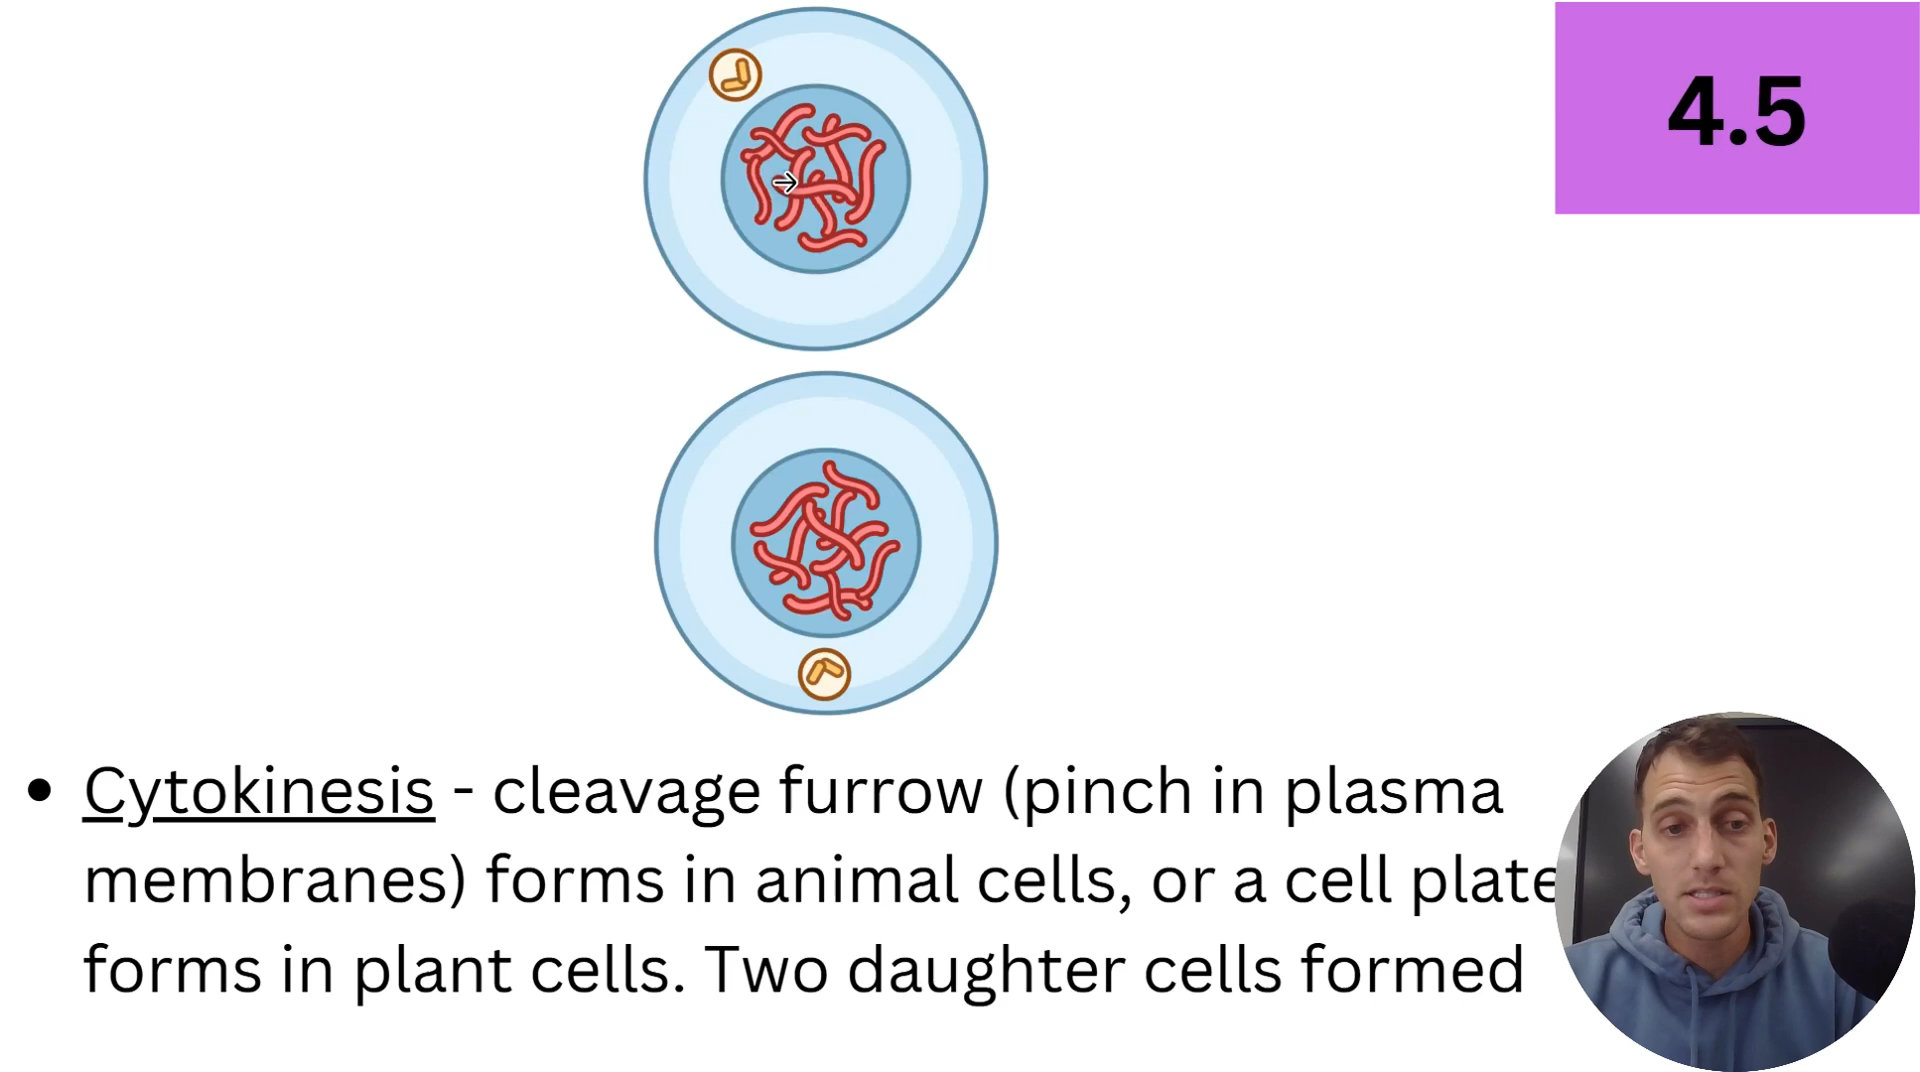 4.5
• Cytokinesis - cleavage furrow (pinch in plasma
membranes) forms in animal cells, or a cell plate
forms in plant cells. Two daughter cells formed